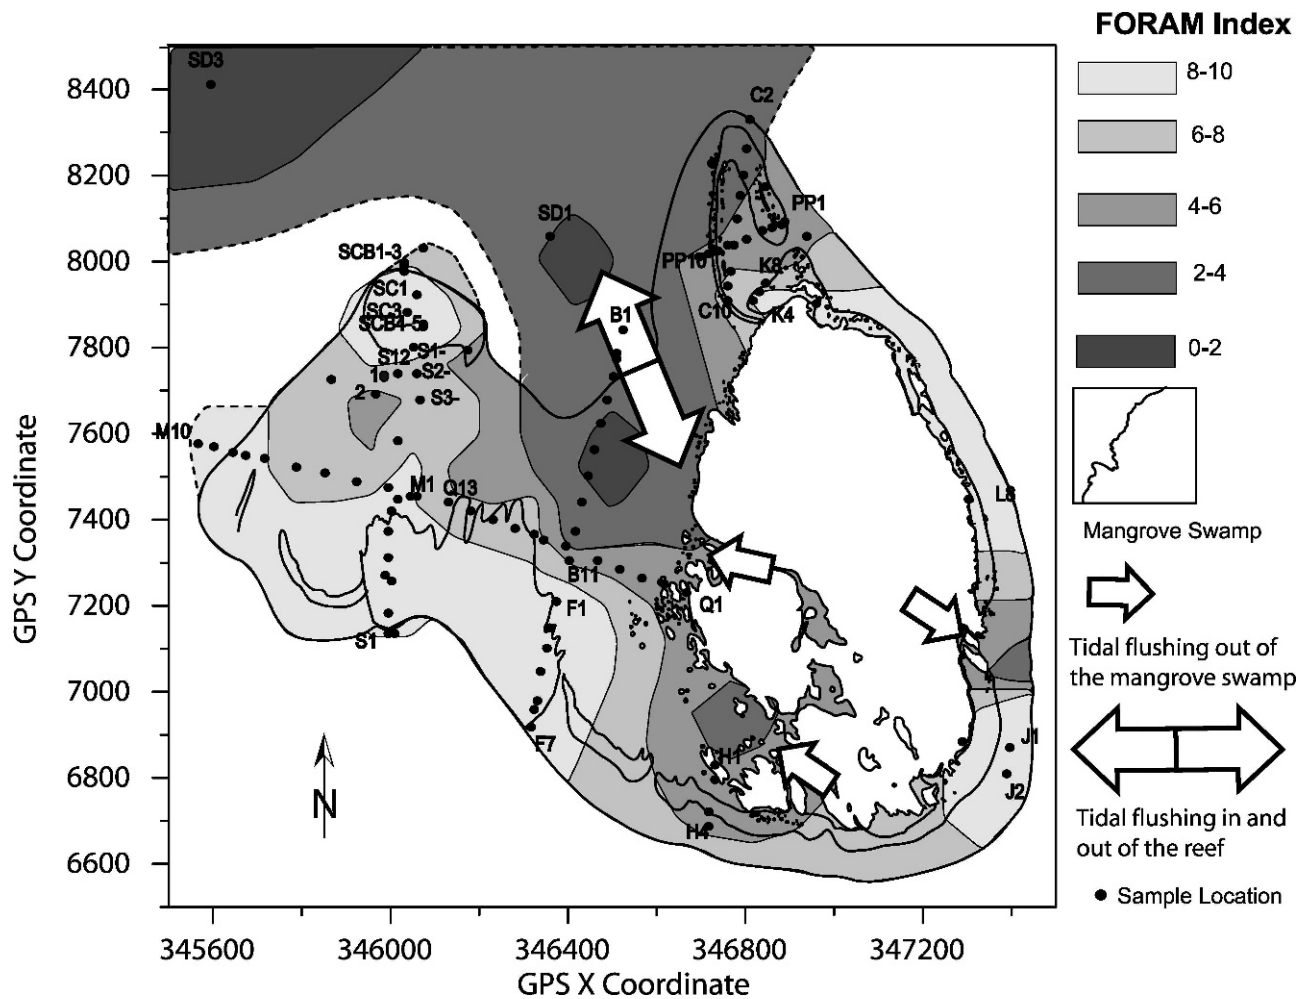 FORAM Index
8-10
6-8
4-6
2-4
0-2
Mangrove Swamp
Tidal flushing out of
the mangrove swamp
Tidal flushing in and
out of the reef
Sample Location
GPS Y Coordinate
8400
8200
8000
7800
7600
7400
7200
7000
6800
6600
345600
346000
346400
346800
347200
GPS X Coordinate
SD3
C2
SD1
PP1
SCB1-3
PP10
K8
SC1
SC3
C10
K4
B1
SCB4-5
S12
S1-
1
S2-
2
S3-
M10
M1
Q13
L8
B11
Q1
F1
S1
F7
H1
J1
J2
H4
N